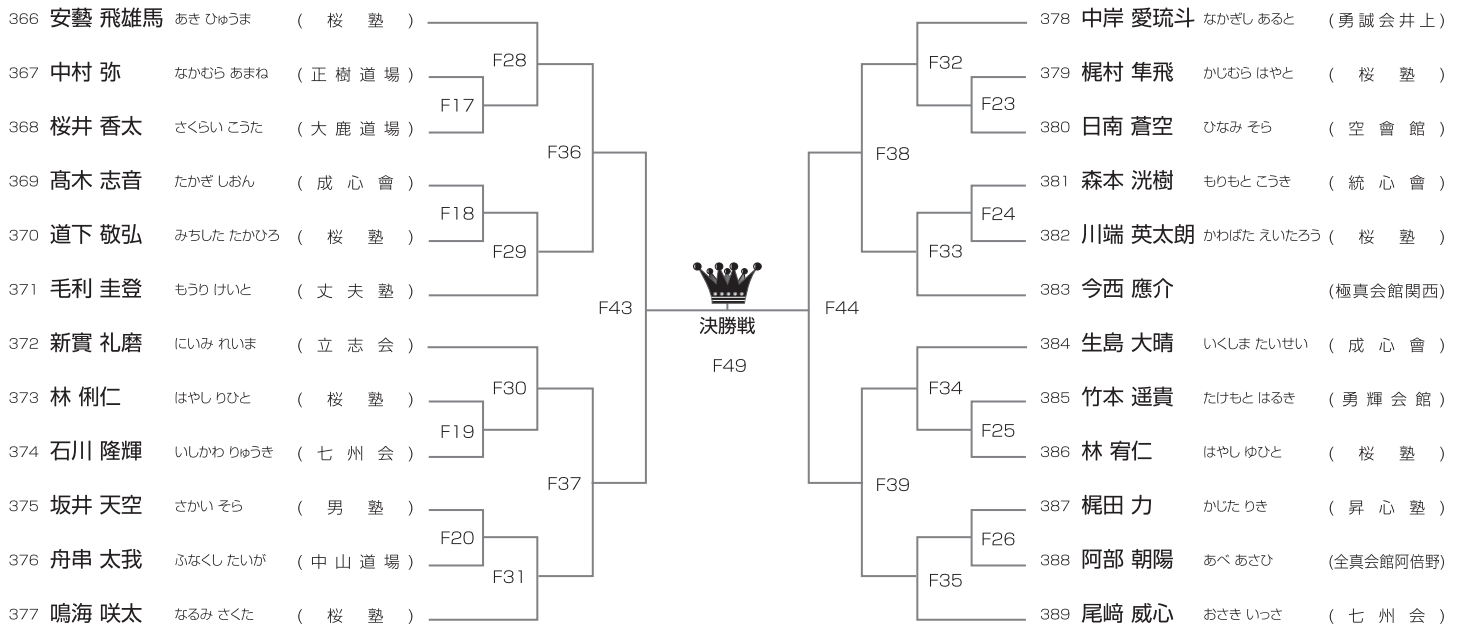 366 安藝 飛雄馬 あき ひゅうま (桜塾)
367 中村 弥 なかむら あまね (正樹道場)
368 桜井 香太 さくらい こうた (大鹿道場)
369 髙木 志音 たかぎ しおん (成心會)
370 道下 敬弘 みちした たかひろ (桜塾)
371 毛利 圭登 もうり けいと (丈夫塾)
372 新實 礼磨 にいみ れいま (立志会)
373 林 俐仁 はやし りひと (桜塾)
374 石川 隆輝 いしかわ りゅうき (七州会)
375 坂井 天空 さかい そら (男塾)
376 舟串 太我 ふなくし たいが (中山道場)
377 鳴海 咲太 なるみ さくた (桜塾)
F17
F18
F19
F20
F28
F29
F30
F31
F36
F37
F43
決勝戦
F49
F44
F38
F39
F32
F33
F34
F35
F23
F24
F25
F26
378 中岸 愛琉斗 なかぎし あると (勇誠会井上)
379 梶村 隼飛 かじむら はやと (桜塾)
380 日南 蒼空 ひなみ そら (空會館)
381 森本 洸樹 もりもと こうき (統心會)
382 川端 英太朗 かわばた えいたろう (桜塾)
383 今西 應介 (極真会館関西)
384 生島 大晴 いくしま たいせい (成心會)
385 竹本 遥貴 たけもと はるき (勇輝会館)
386 林 宥仁 はやし ゆひと (桜塾)
387 梶田 力 かじた りき (昇心塾)
388 阿部 朝陽 あべ あさひ (全真会館阿倍野)
389 尾﨑 威心 おさき いっさ (七州会)